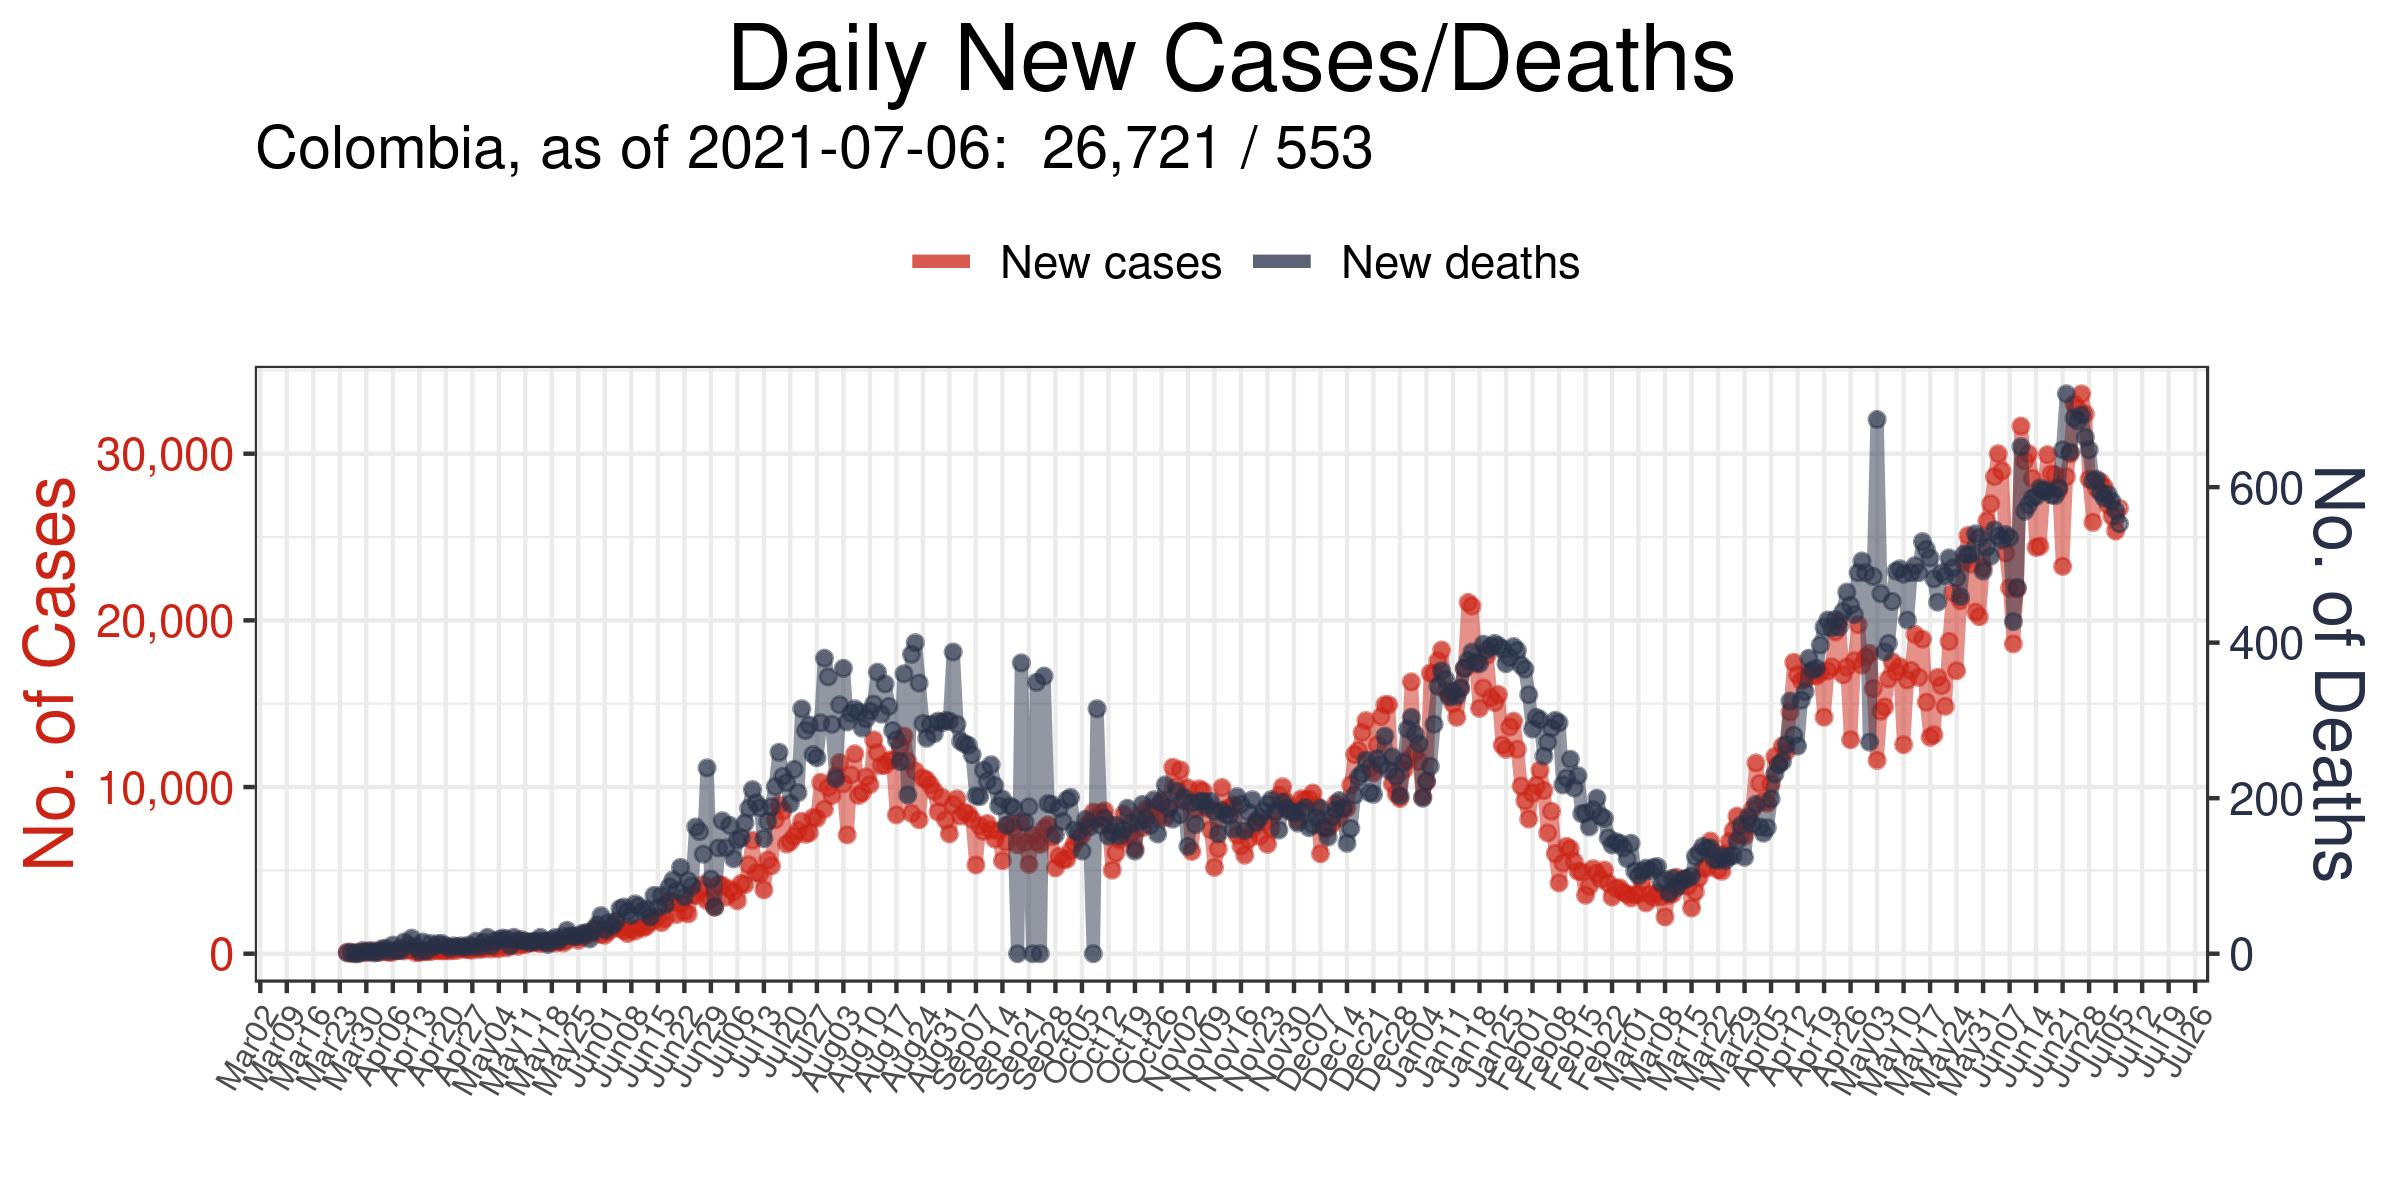 Daily New Cases/Deaths
Colombia, as of 2021-07-06:  26,721 / 553
New cases
New deaths
No. of Cases
30,000
20,000
10,000
0
600
400
200
0
No. of Deaths
Mar02
Mar09
Mar16
Mar23
Mar30
Apr06
Apr13
Apr20
Apr27
May04
May11
May18
May25
Jun01
Jun08
Jun15
Jun22
Jun29
Jul06
Jul13
Jul20
Jul27
Aug03
Aug10
Aug17
Aug24
Aug31
Sep07
Sep14
Sep21
Sep28
Oct05
Oct12
Oct19
Oct26
Nov02
Nov09
Nov16
Nov23
Nov30
Dec07
Dec14
Dec21
Dec28
Jan04
Jan11
Jan18
Jan25
Feb01
Feb08
Feb15
Feb22
Mar01
Mar08
Mar15
Mar22
Mar29
Apr05
Apr12
Apr19
Apr26
May03
May10
May17
May24
May31
Jun07
Jun14
Jun21
Jun28
Jul05
Jul12
Jul19
Jul26